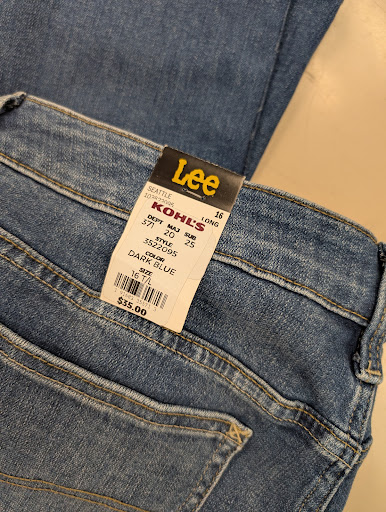 Lee
SEATTLE 16
KOHL'S LONG
DEPT MAJ SUB
571 20 25
STYLE
3522095
COLOR
DARK BLUE
SIZE
16 T/L
$35.00